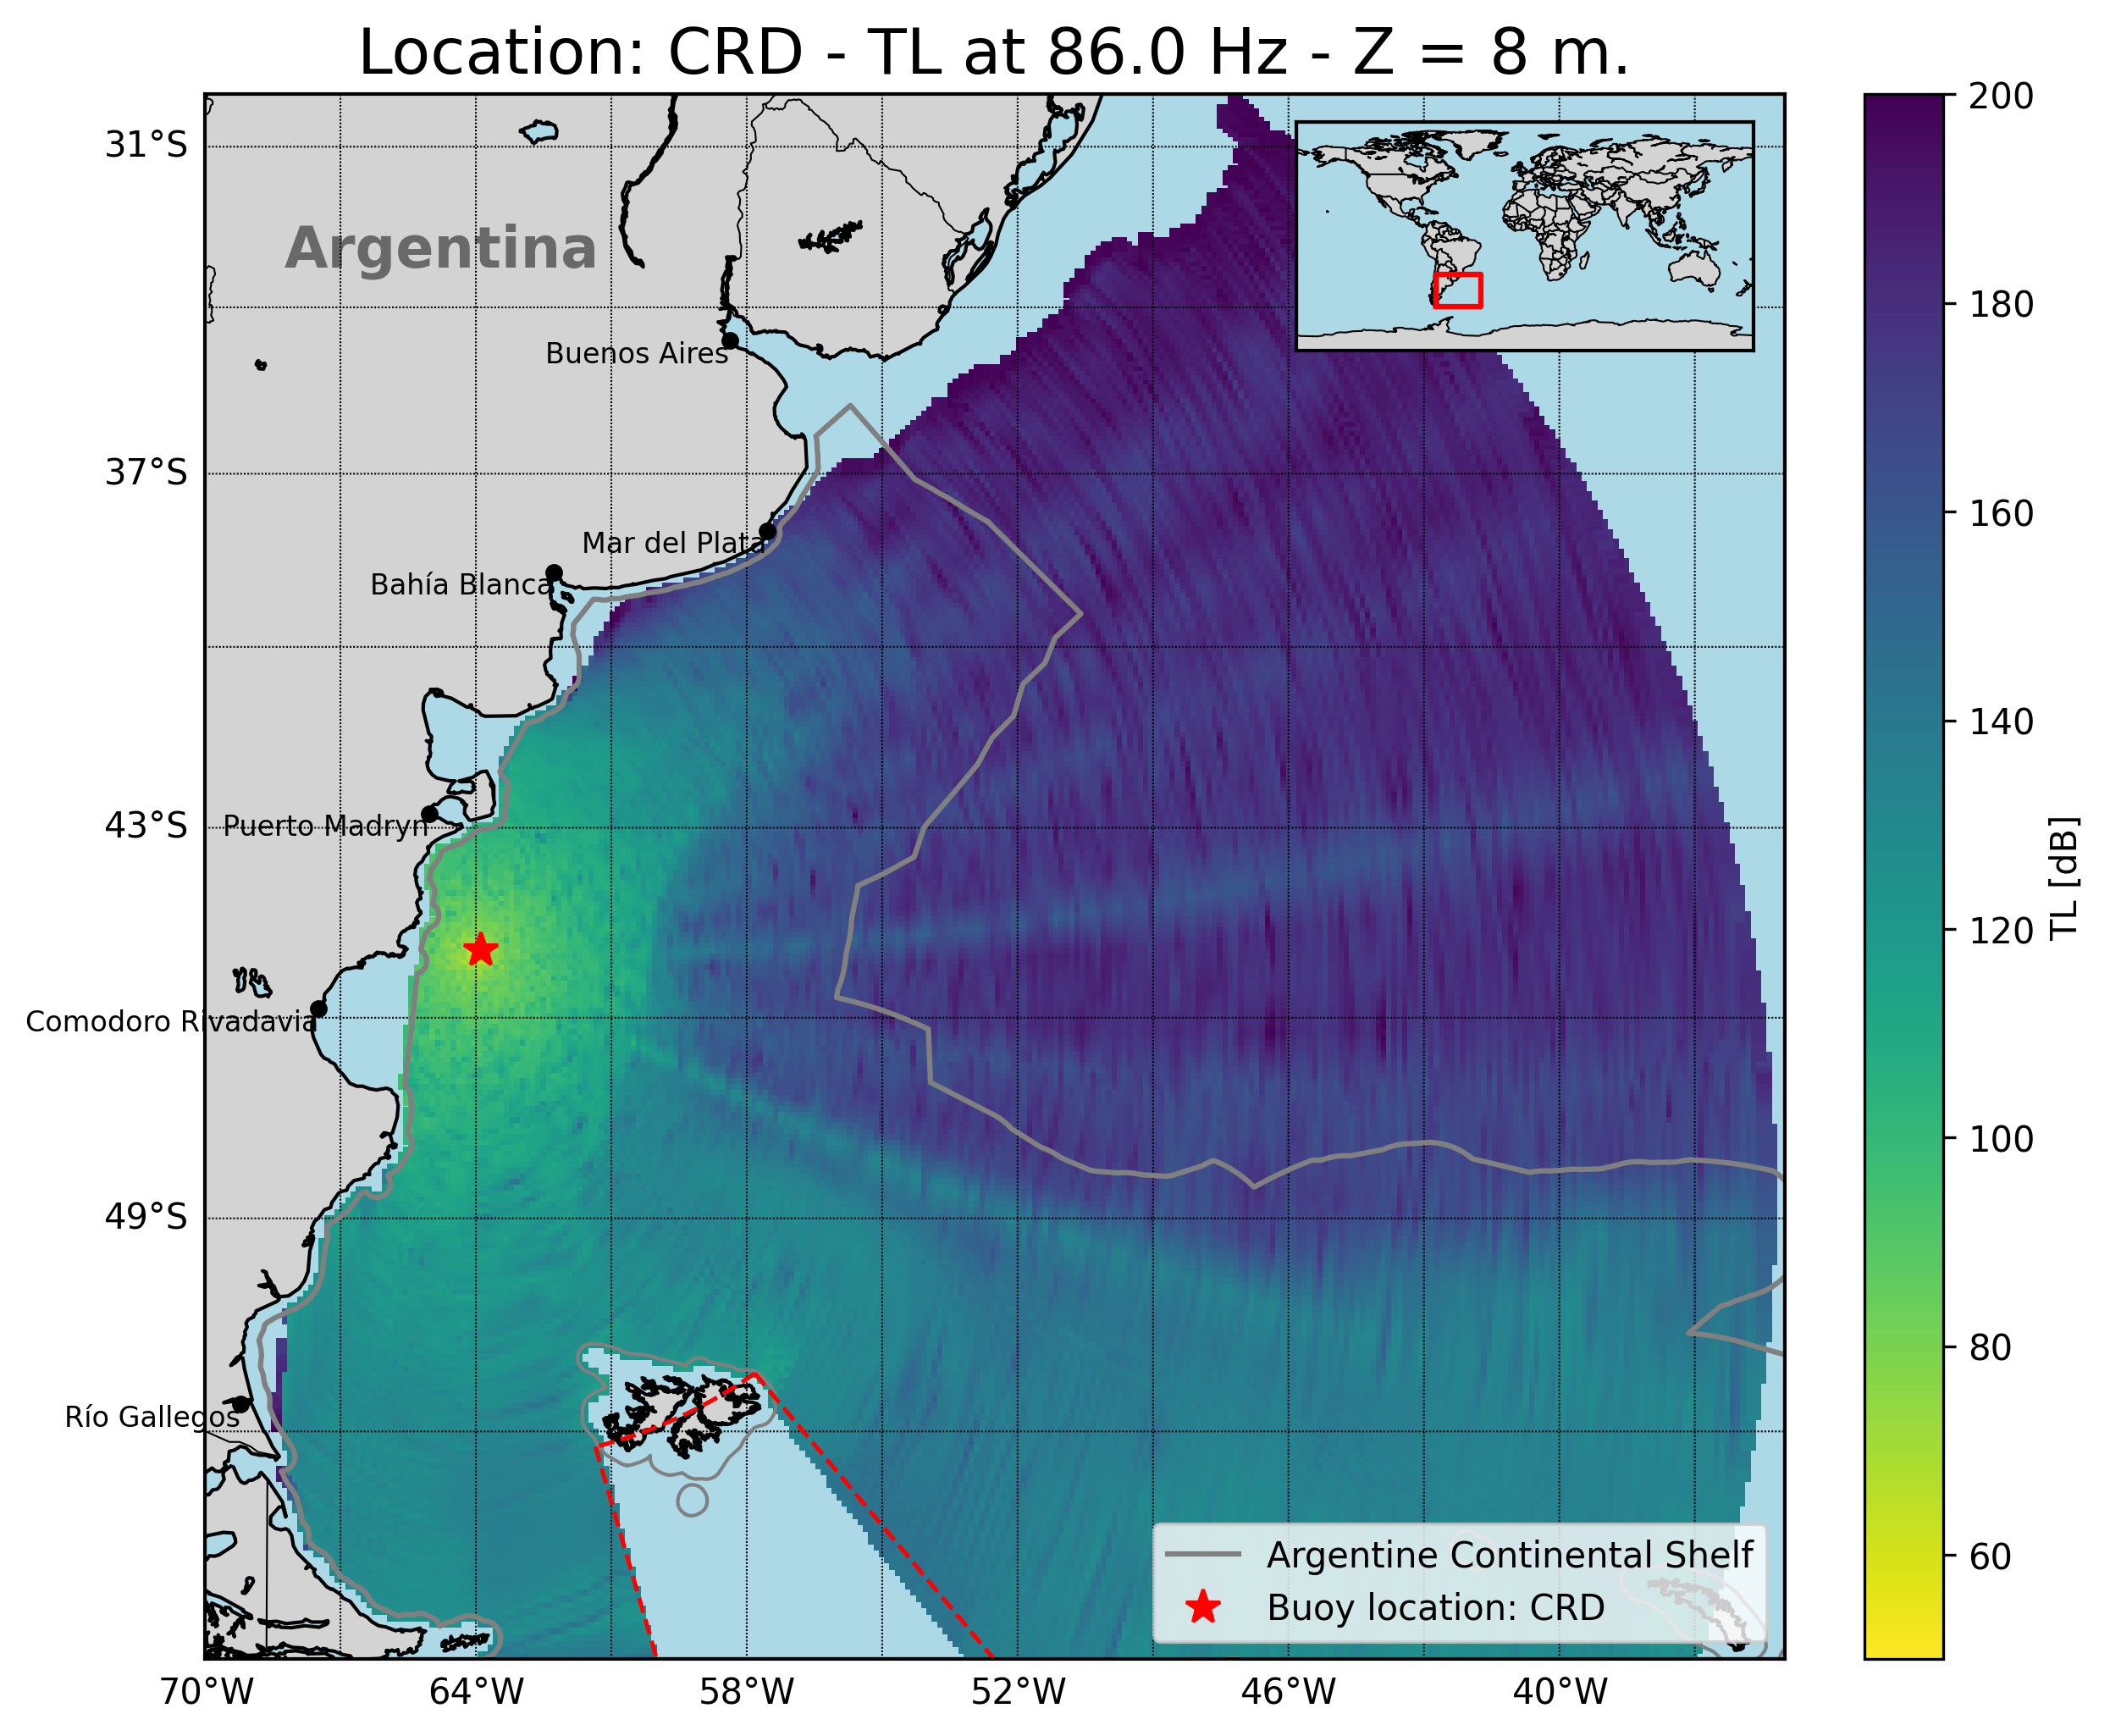 Location: CRD - TL at 86.0 Hz - Z = 8 m.
31°S
37°S
43°S
49°S
Argentina
Buenos Aires
Mar del Plata
Bahía Blanca
Puerto Madryn
Comodoro Rivadavia
Río Gallegos
Argentine Continental Shelf
Buoy location: CRD
70°W
64°W
58°W
52°W
46°W
40°W
200
180
160
140
120
100
80
60
TL [dB]